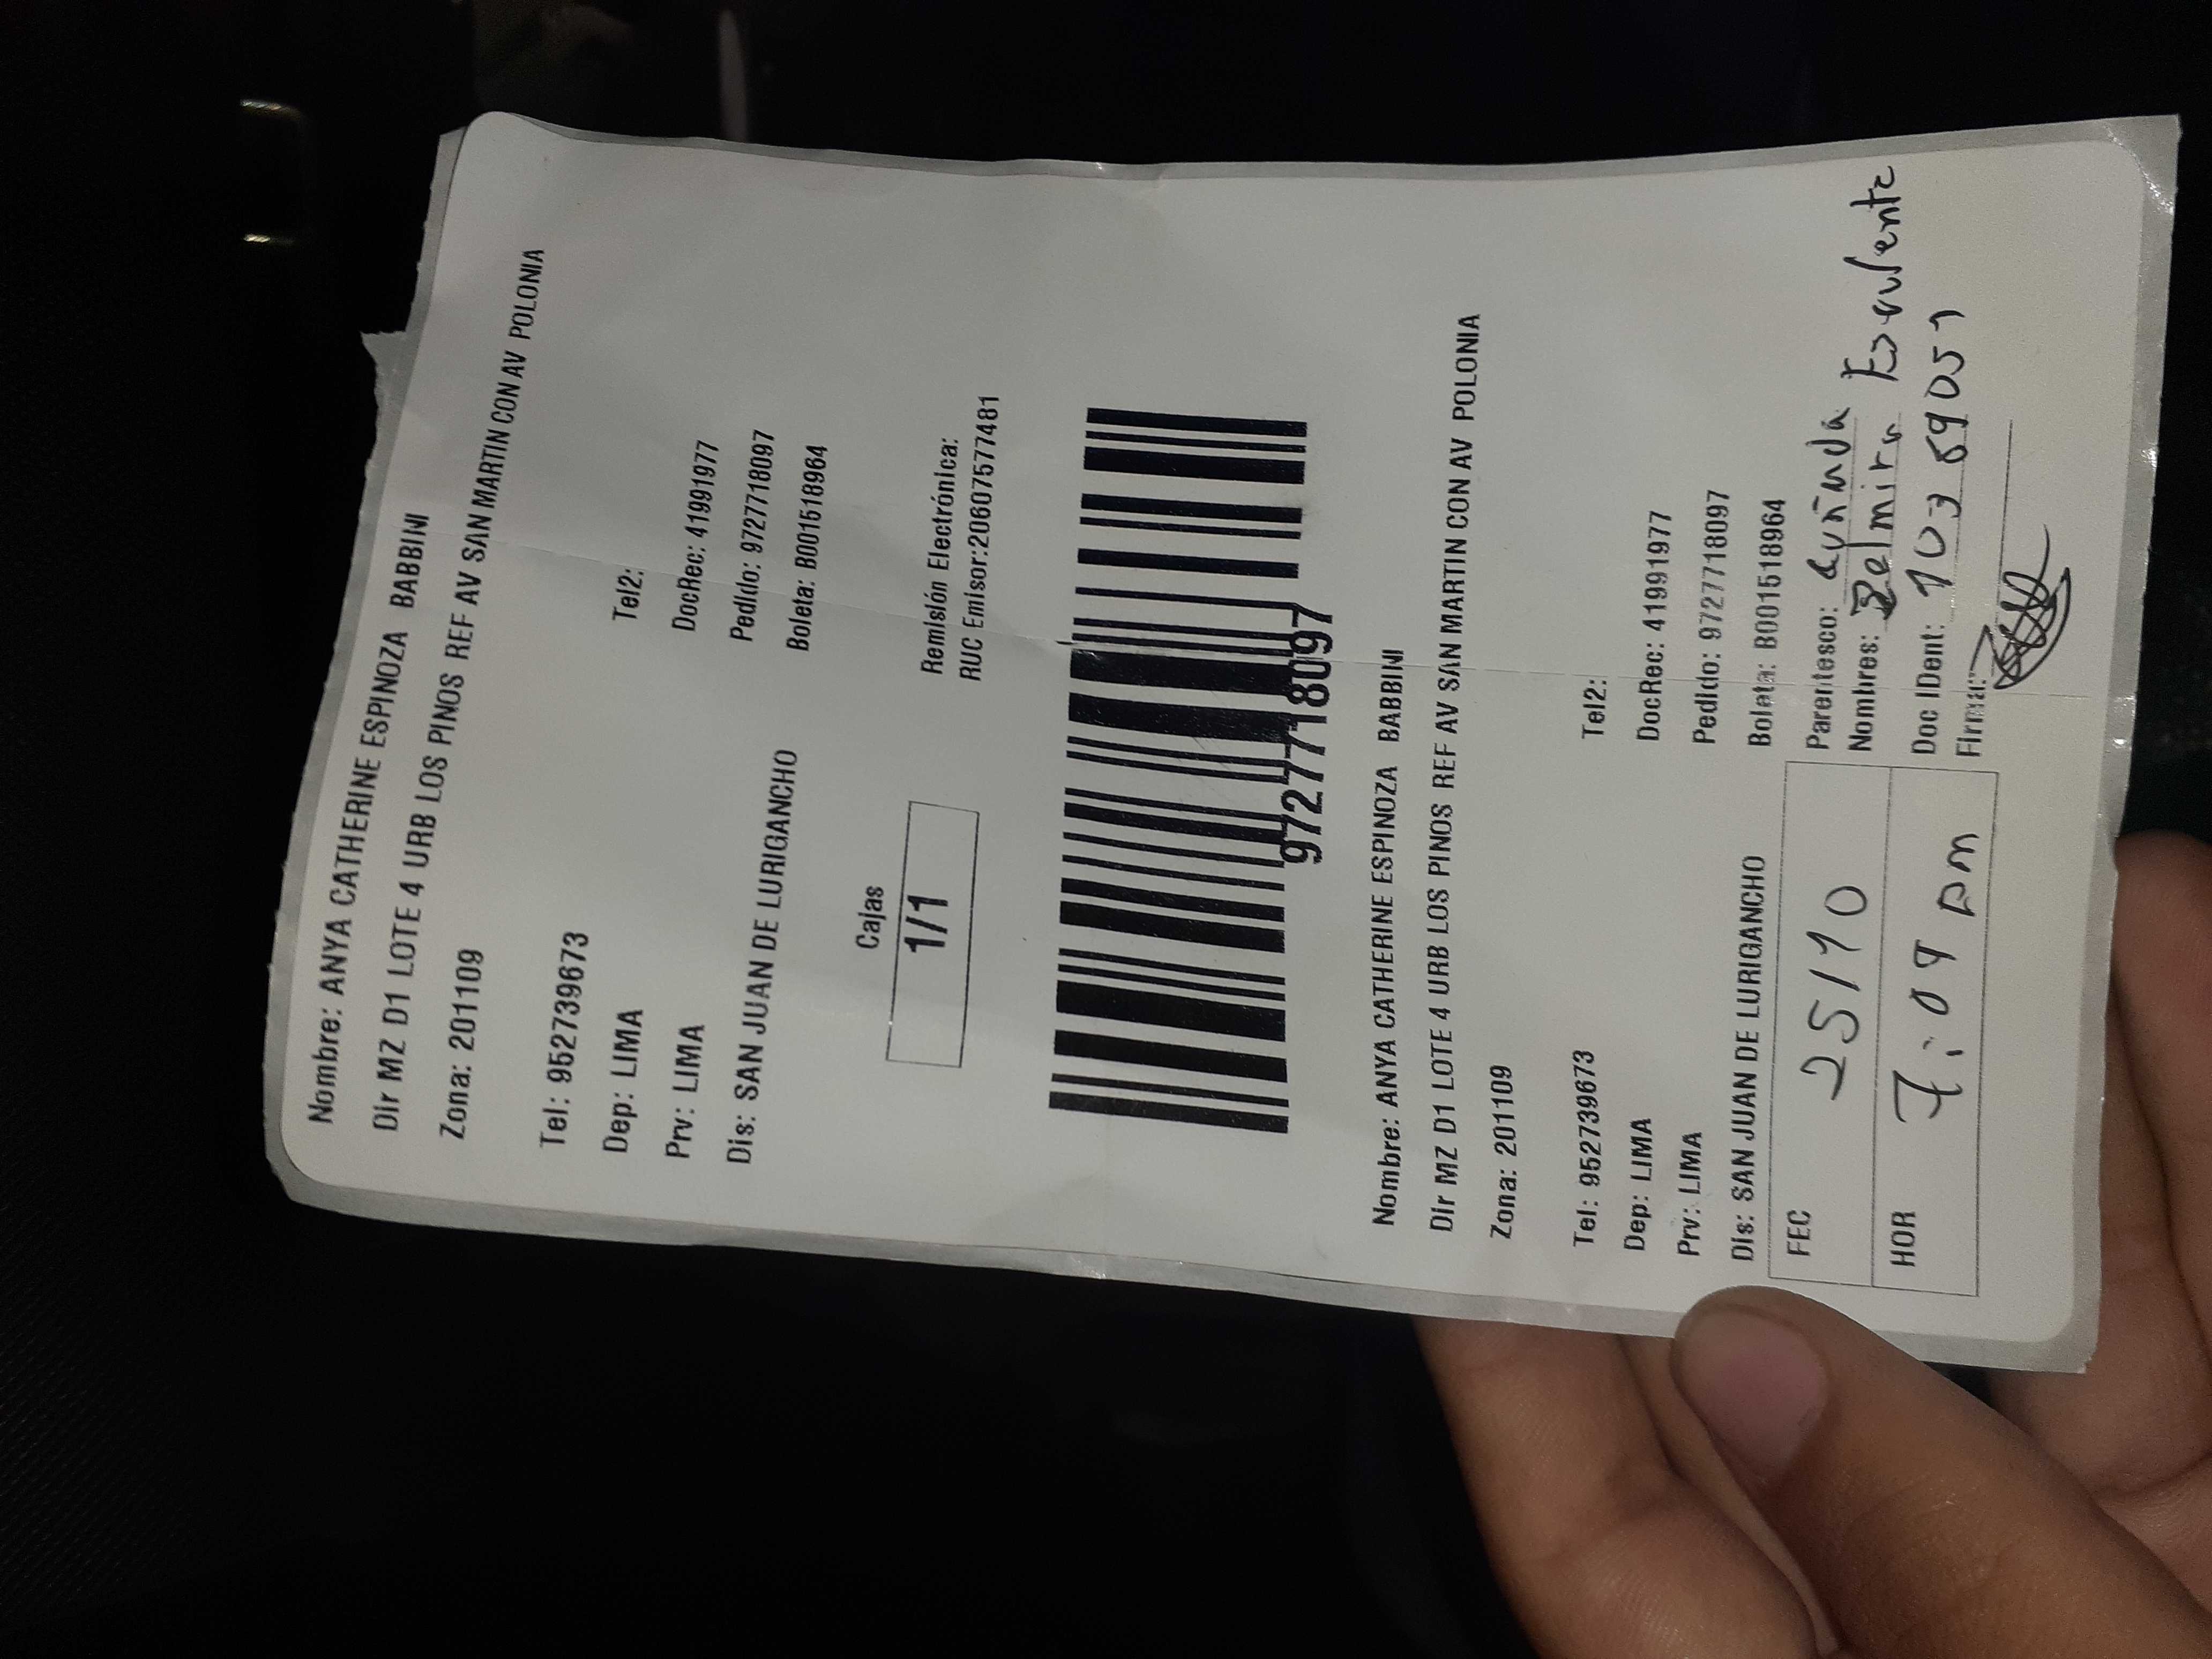 Nombre: ANYA CATHERINE ESPINOZA BABBINI
Dir MZ D1 LOTE 4 URB LOS PINOS REF AV SAN MARTIN CON AV POLONIA
Zona: 201109
Tel: 952739673 Tel2:
Dep: LIMA DocRec: 41991977
Prv: LIMA Pedido: 9727718097
Dis: SAN JUAN DE LURIGANCHO Boleta: B001518964
Cajas
1/1
Remisión Electrónica:
RUC Emisor:20607577481
9727718097
Nombre: ANYA CATHERINE ESPINOZA BABBINI
Dir MZ D1 LOTE 4 URB LOS PINOS REF AV SAN MARTIN CON AV POLONIA
Zona: 201109
Tel: 952739673 Tel2:
Dep: LIMA DocRec: 41991977
Prv: LIMA Pedido: 9727718097
Dis: SAN JUAN DE LURIGANCHO Boleta: B001518964
FEC 25/10
HOR 7:09 pm
Parentesco: cuñada
Nombres: Delmira
Doc IDent: 10369051
Firma: